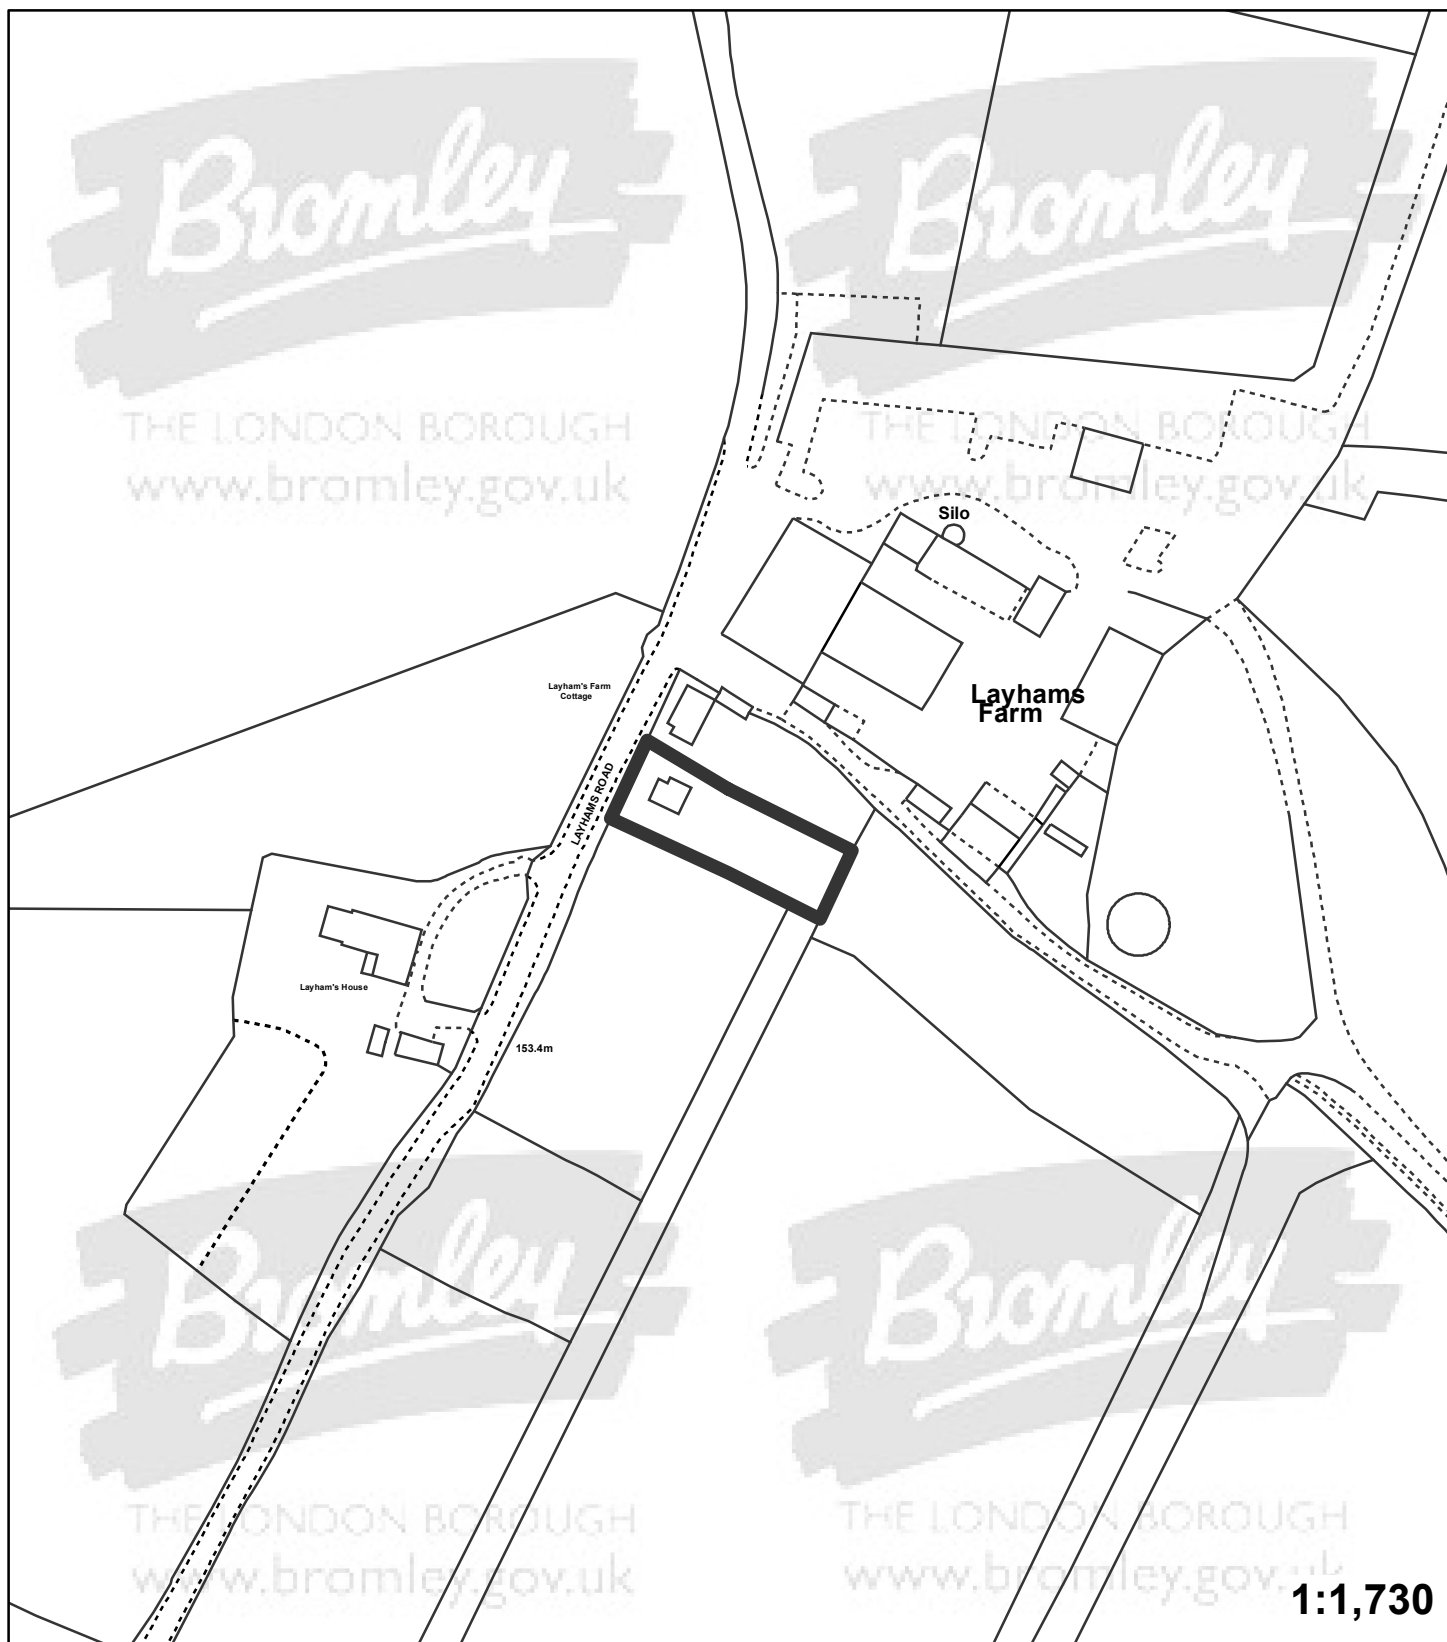 Bromley
THE LONDON BOROUGH
www.bromley.gov.uk
Bromley
THE LONDON BOROUGH
www.bromley.gov.uk
Silo
Layham's Farm
Cottage
Layhams
Farm
LAYHAMS ROAD
Layham's House
153.4m
Bromley
THE LONDON BOROUGH
www.bromley.gov.uk
Bromley
THE LONDON BOROUGH
www.bromley.gov.uk
1:1,730